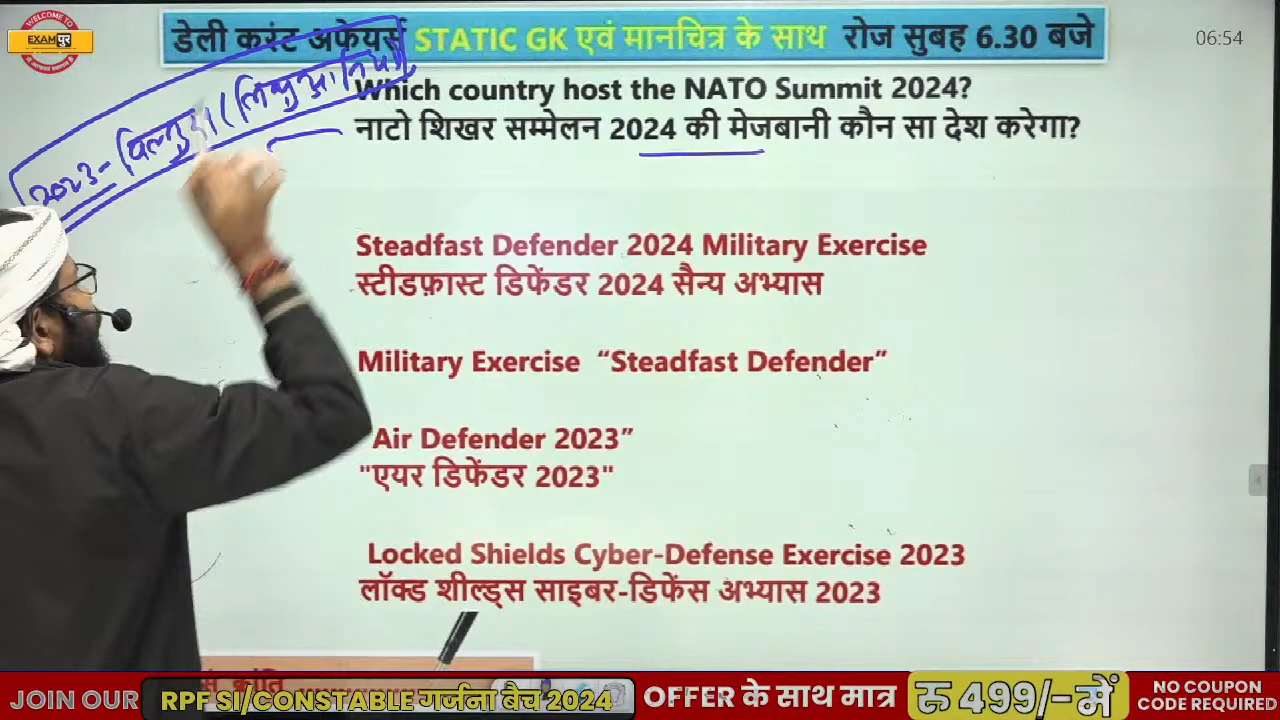 WELCOME TO
EXAM पुर
डेली करंट अफेयर्स STATIC GK एवं मानचित्र के साथ रोज सुबह 6.30 बजे
06:54
2023-विल्नुस (लिथुआनिया)
Which country host the NATO Summit 2024?
नाटो शिखर सम्मेलन 2024 की मेजबानी कौन सा देश करेगा?
Steadfast Defender 2024 Military Exercise
स्टीडफ़ास्ट डिफेंडर 2024 सैन्य अभ्यास
Military Exercise “Steadfast Defender”
Air Defender 2023”
"एयर डिफेंडर 2023"
Locked Shields Cyber-Defense Exercise 2023
लॉक्ड शील्ड्स साइबर-डिफेंस अभ्यास 2023
JOIN OUR RPF SI/CONSTABLE गर्जना बैच 2024 OFFER के साथ मात्र रु 499/-में NO COUPON CODE REQUIRED